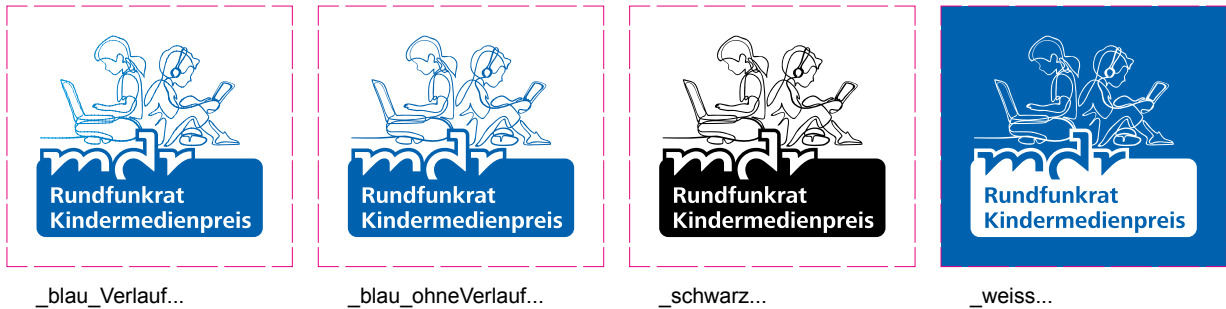 mdr
Rundfunkrat
Kindermedienpreis
_blau_Verlauf...
mdr
Rundfunkrat
Kindermedienpreis
_blau_ohneVerlauf...
mdr
Rundfunkrat
Kindermedienpreis
_schwarz...
mdr
Rundfunkrat
Kindermedienpreis
_weiss...